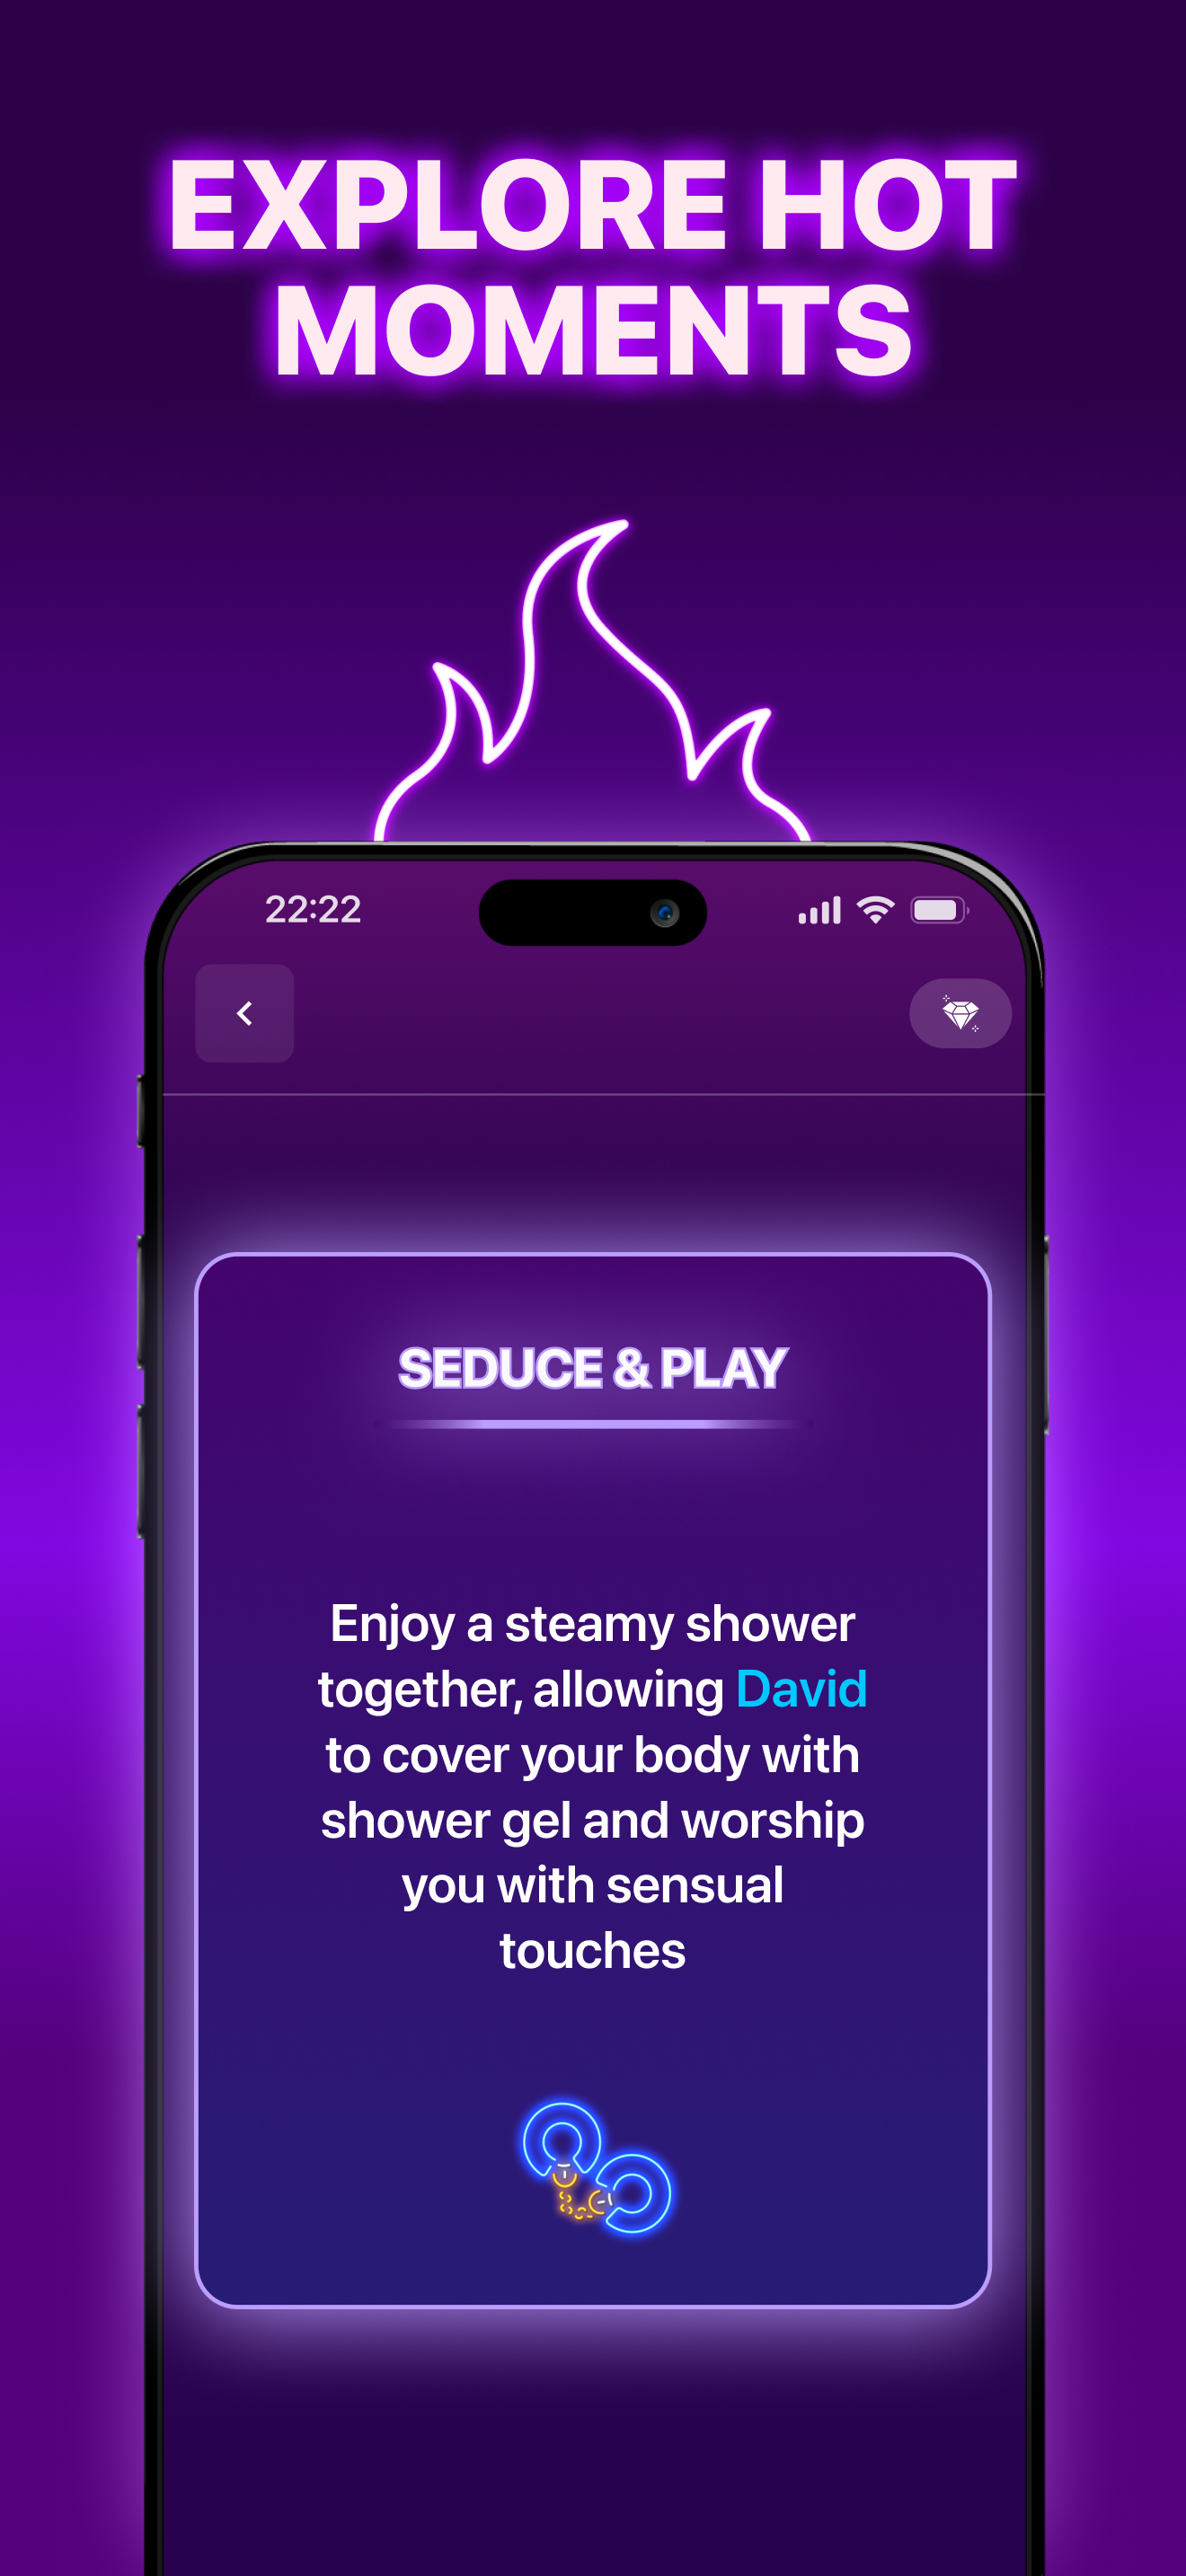 EXPLORE HOT
MOMENTS
22:22
SEDUCE & PLAY
Enjoy a steamy shower
together, allowing David
to cover your body with
shower gel and worship
you with sensual
touches